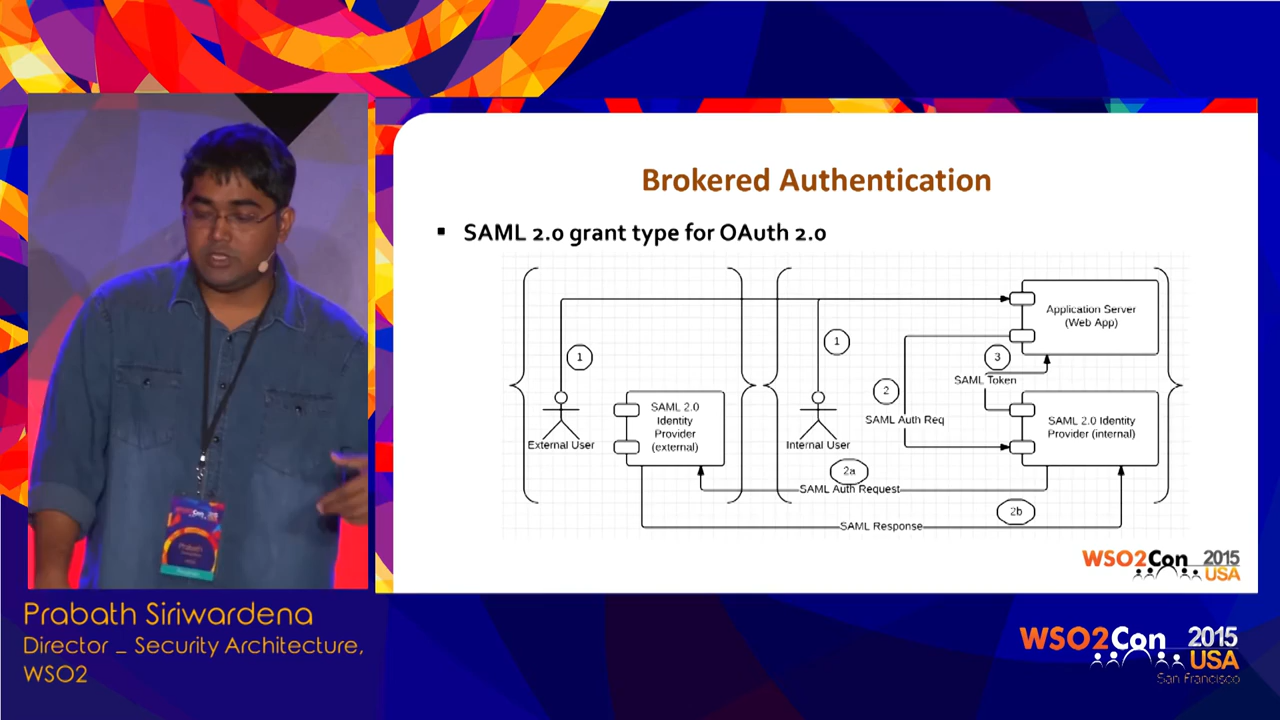 Brokered Authentication
▪ SAML 2.0 grant type for OAuth 2.0
Application Server
(Web App)
1
1
3
SAML Token
2
SAML Auth Req
SAML 2.0
Identity
Provider
(external)
SAML 2.0 Identity
Provider (internal)
External User
Internal User
2a
SAML Auth Request
2b
SAML Response
WSO2Con 2015
USA
WSO2Con
Prabath
Prabath Siriwardena
Director _ Security Architecture,
WSO2
WSO2Con 2015
USA
San Francisco